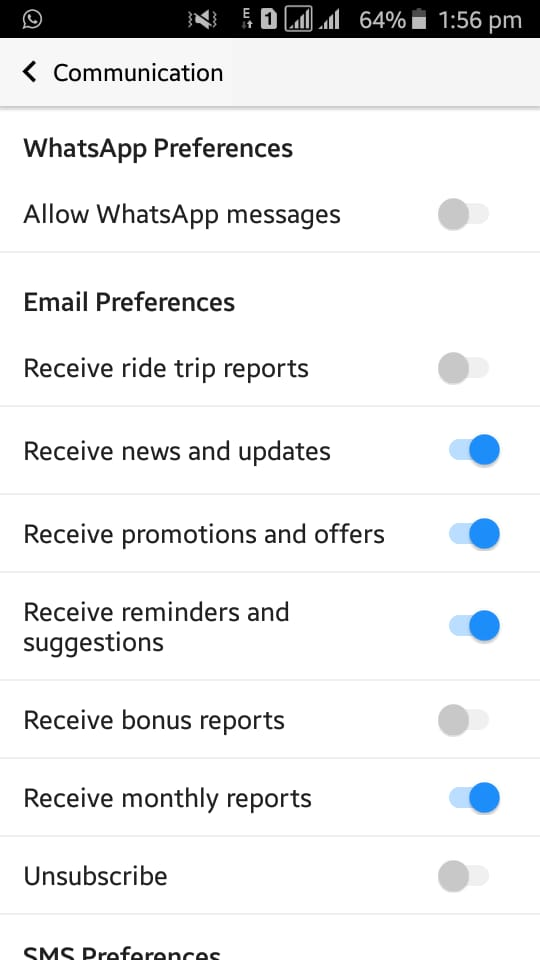 E 1 64% 1:56 pm
Communication
WhatsApp Preferences
Allow WhatsApp messages
Email Preferences
Receive ride trip reports
Receive news and updates
Receive promotions and offers
Receive reminders and
suggestions
Receive bonus reports
Receive monthly reports
Unsubscribe
SMS Preferences